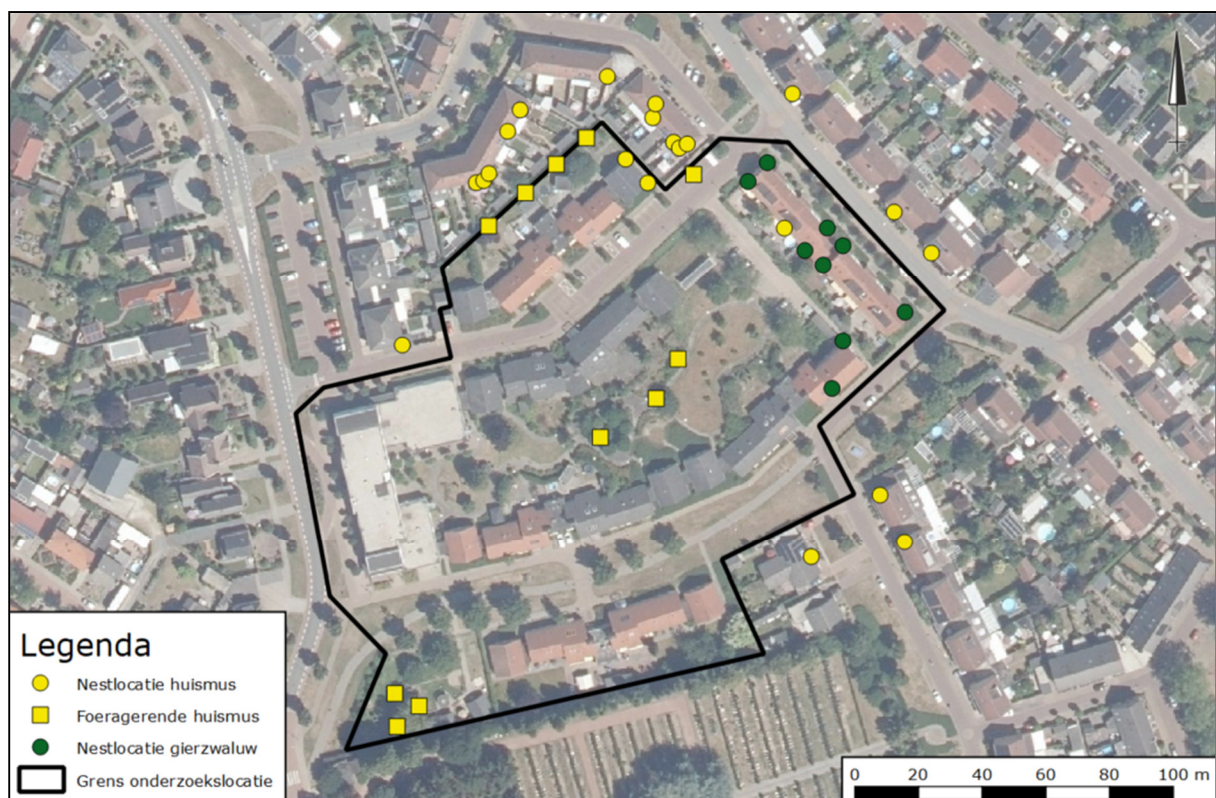 Legenda
Nestlocatie huismus
Foeragerende huismus
Nestlocatie gierzwaluw
Grens onderzoekslocatie
0 20 40 60 80 100 m